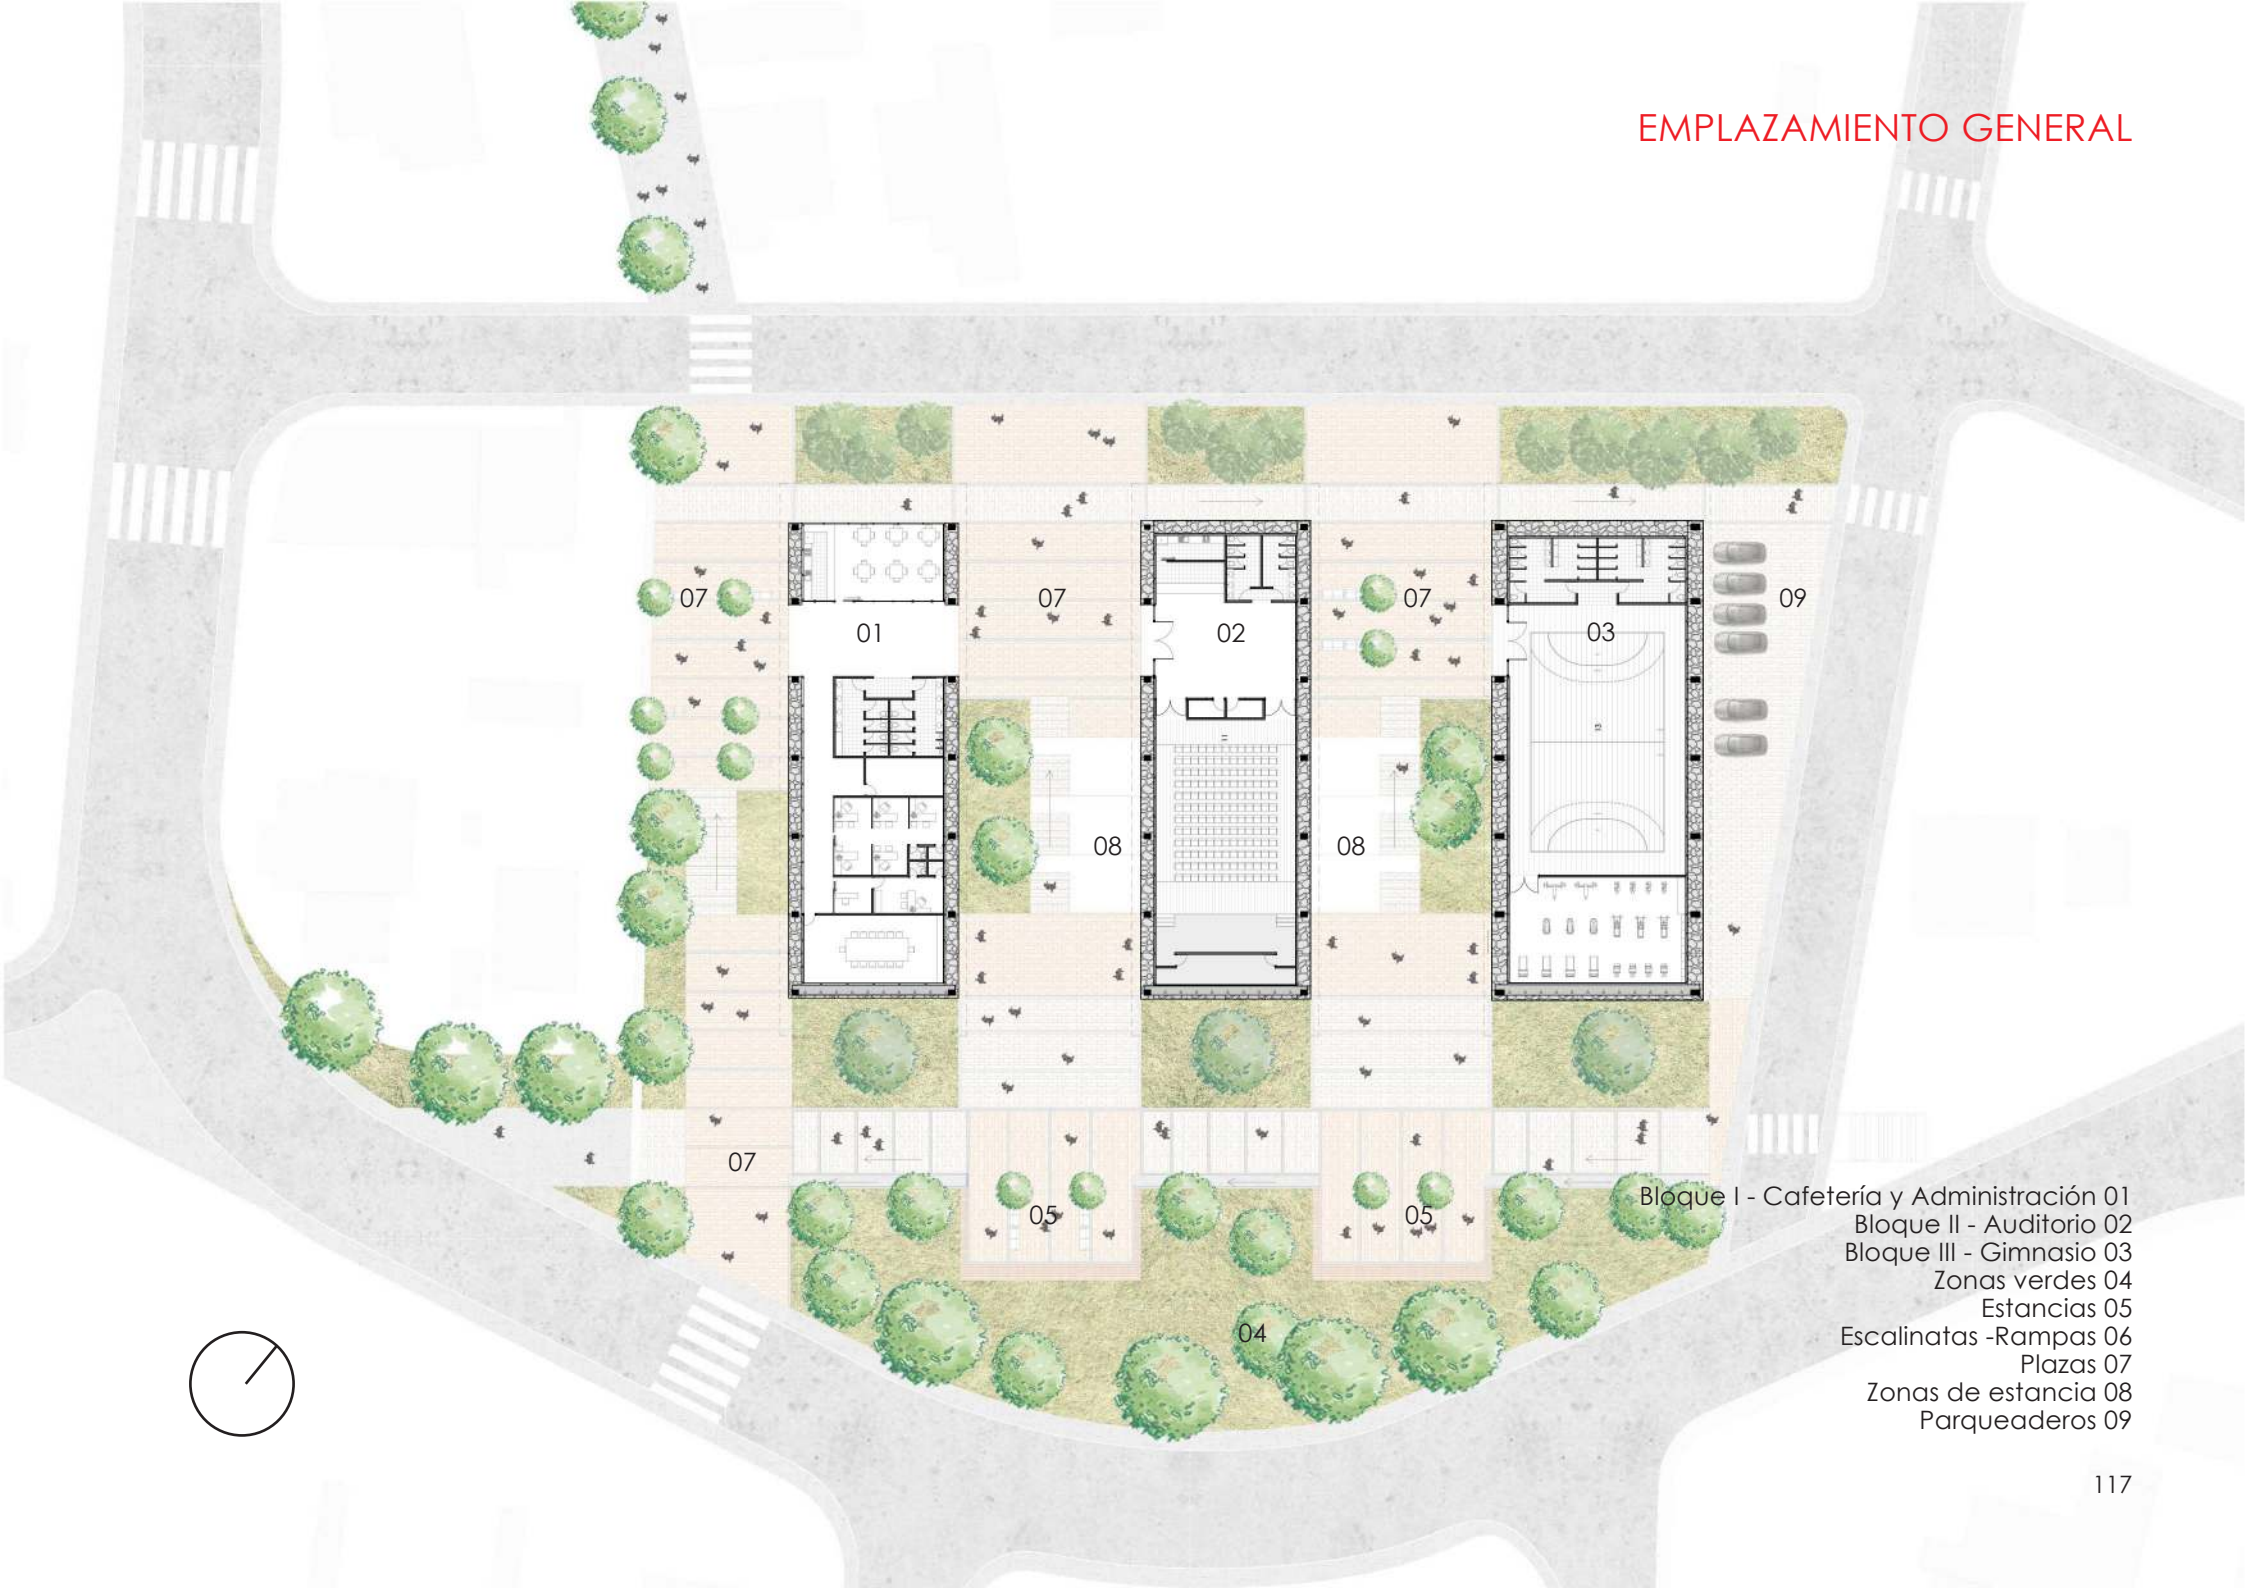 EMPLAZAMIENTO GENERAL
07
01
07
02
07
03
09
08
08
07
05
05
04
Bloque I - Cafetería y Administración 01
Bloque II - Auditorio 02
Bloque III - Gimnasio 03
Zonas verdes 04
Estancias 05
Escalinatas -Rampas 06
Plazas 07
Zonas de estancia 08
Parqueaderos 09
117